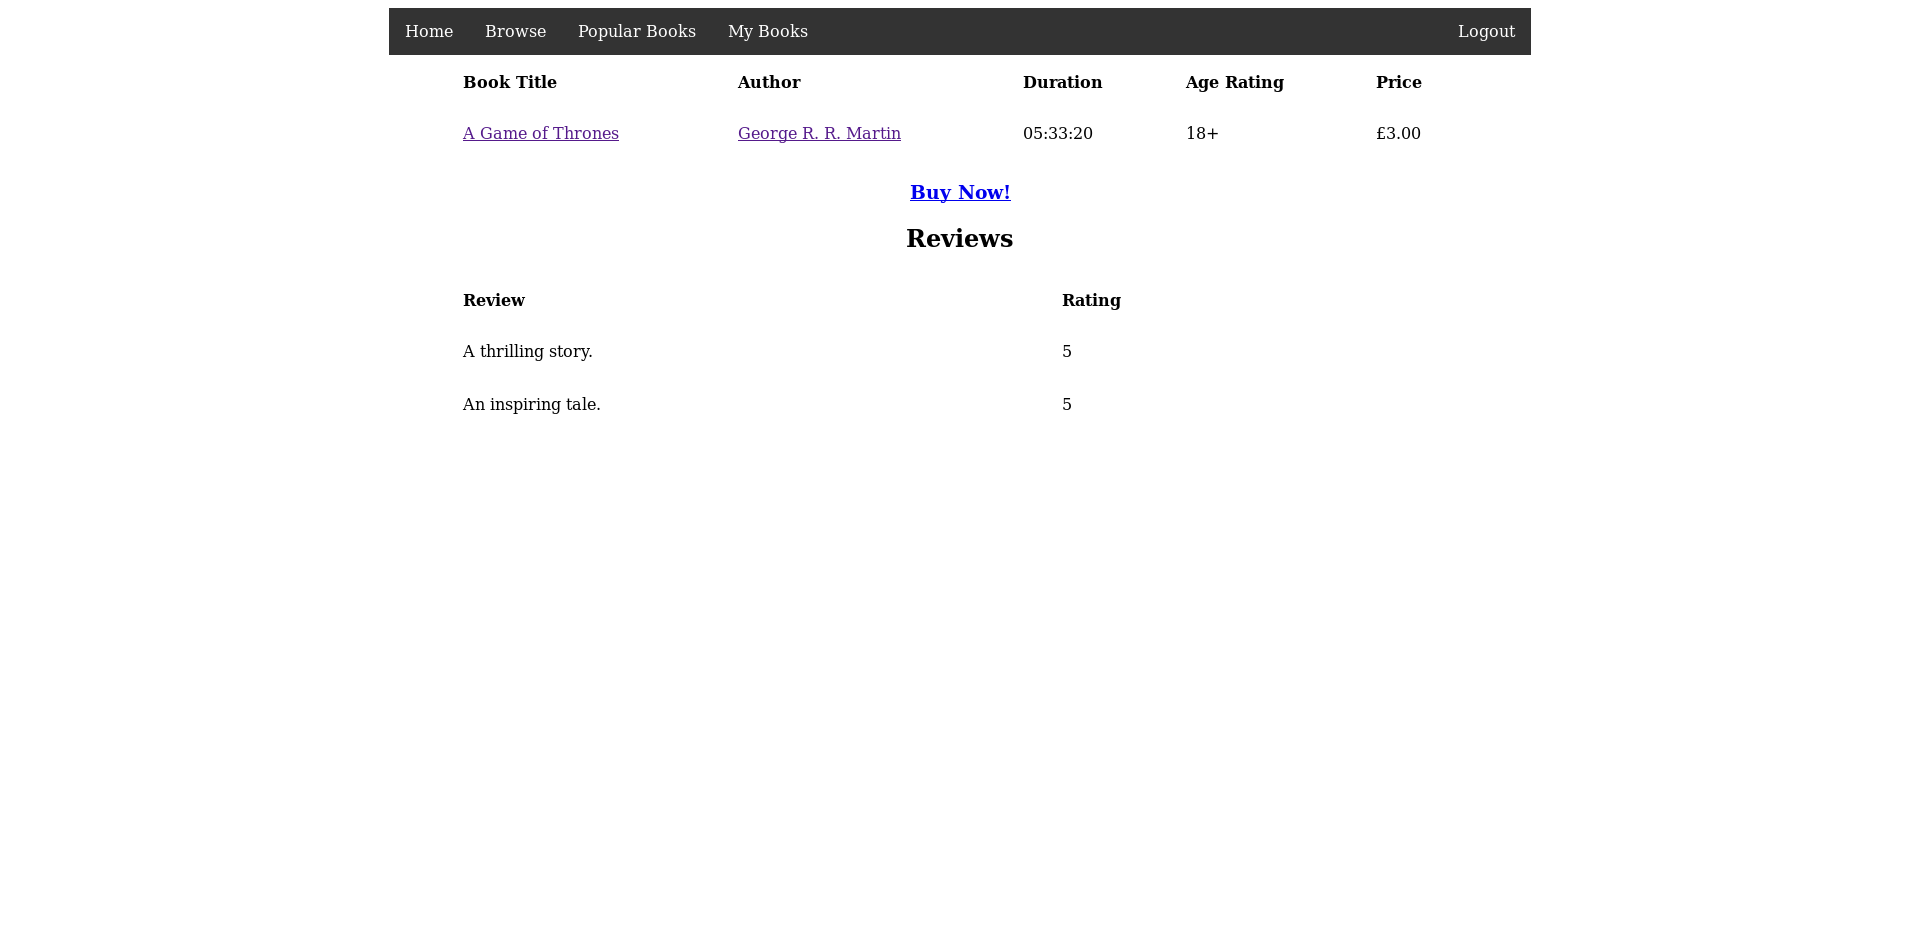 Home Browse Popular Books My Books Logout
Book Title Author Duration Age Rating Price
A Game of Thrones George R. R. Martin 05:33:20 18+ £3.00
Buy Now!
Reviews
Review Rating
A thrilling story. 5
An inspiring tale. 5